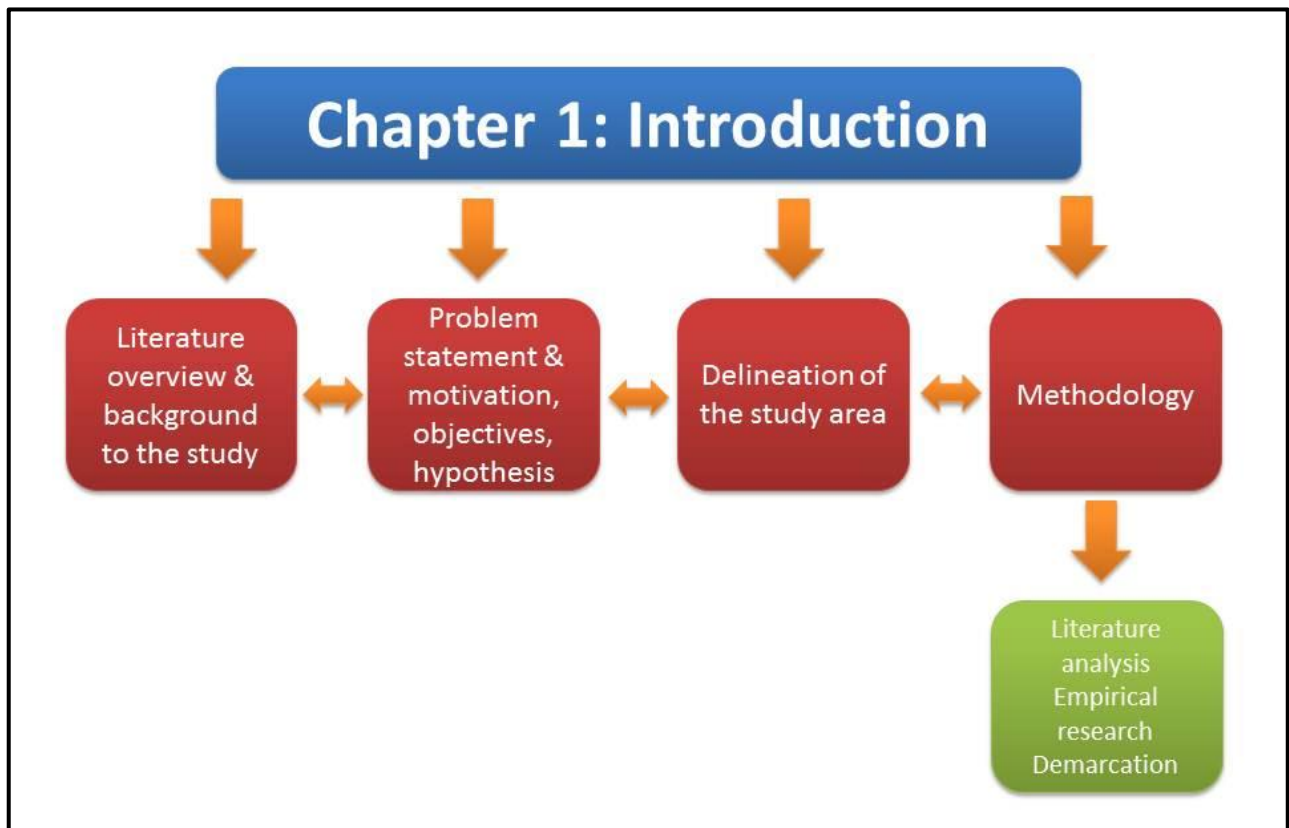 Chapter 1: Introduction
Literature
overview &
background
to the study
Problem
statement &
motivation,
objectives,
hypothesis
Delineation of
the study area
Methodology
Literature
analysis
Empirical
research
Demarcation